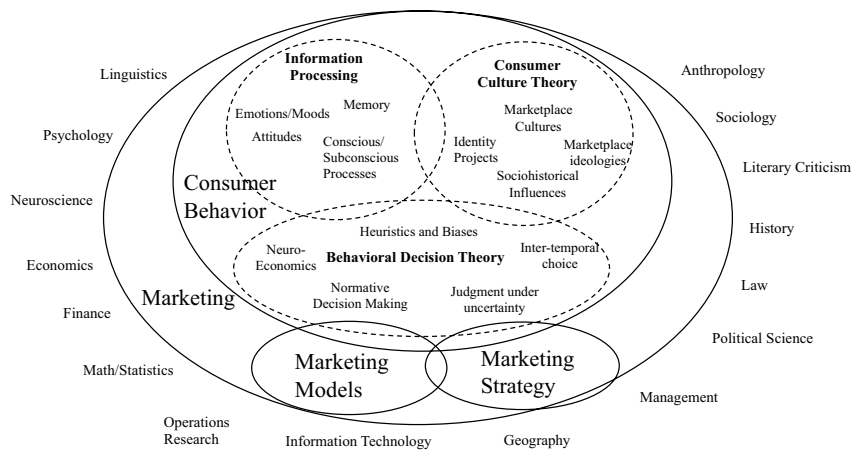 Linguistics
Psychology
Neuroscience
Economics
Finance
Math/Statistics
Operations
Research
Information Technology
Geography
Management
Political Science
Law
History
Literary Criticism
Sociology
Anthropology
Information
Processing
Emotions/Moods
Memory
Attitudes
Conscious/
Subconscious
Processes
Consumer
Culture Theory
Marketplace
Cultures
Identity
Projects
Marketplace
ideologies
Sociohistorical
Influences
Consumer
Behavior
Heuristics and Biases
Neuro-
Economics
Behavioral Decision Theory
Inter-temporal
choice
Normative
Decision Making
Judgment under
uncertainty
Marketing
Marketing
Models
Marketing
Strategy